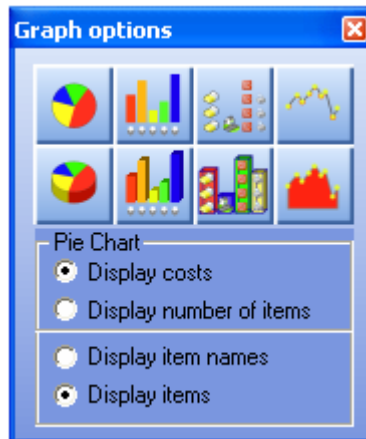 Graph options
Pie Chart
Display costs
Display number of items
Display item names
Display items